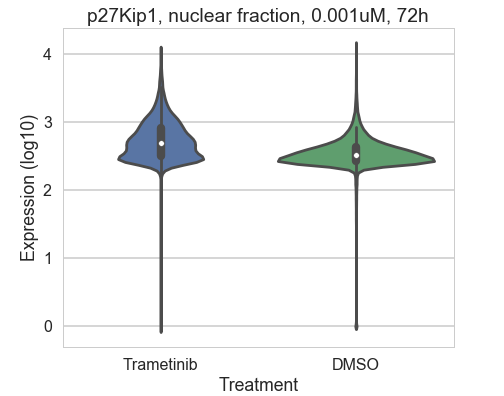 p27Kip1, nuclear fraction, 0.001uM, 72h
Expression (log10)
4
3
2
1
0
Trametinib DMSO
Treatment